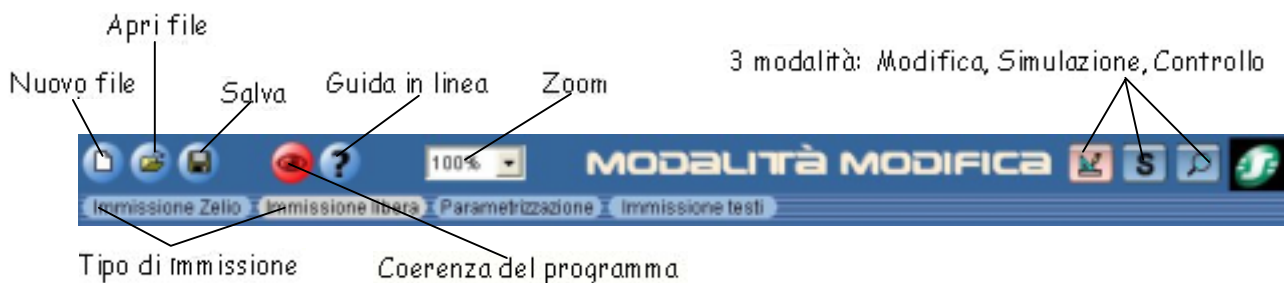 Apri file
3 modalità: Modifica, Simulazione, Controllo
Nuovo file
Salva
Guida in linea
Zoom
?
100%
MODALITÀ MODIFICA
S
Immissione Zelio
Immissione libera
Parametrizzazione
Immissione testi
Tipo di Immissione
Coerenza del programma